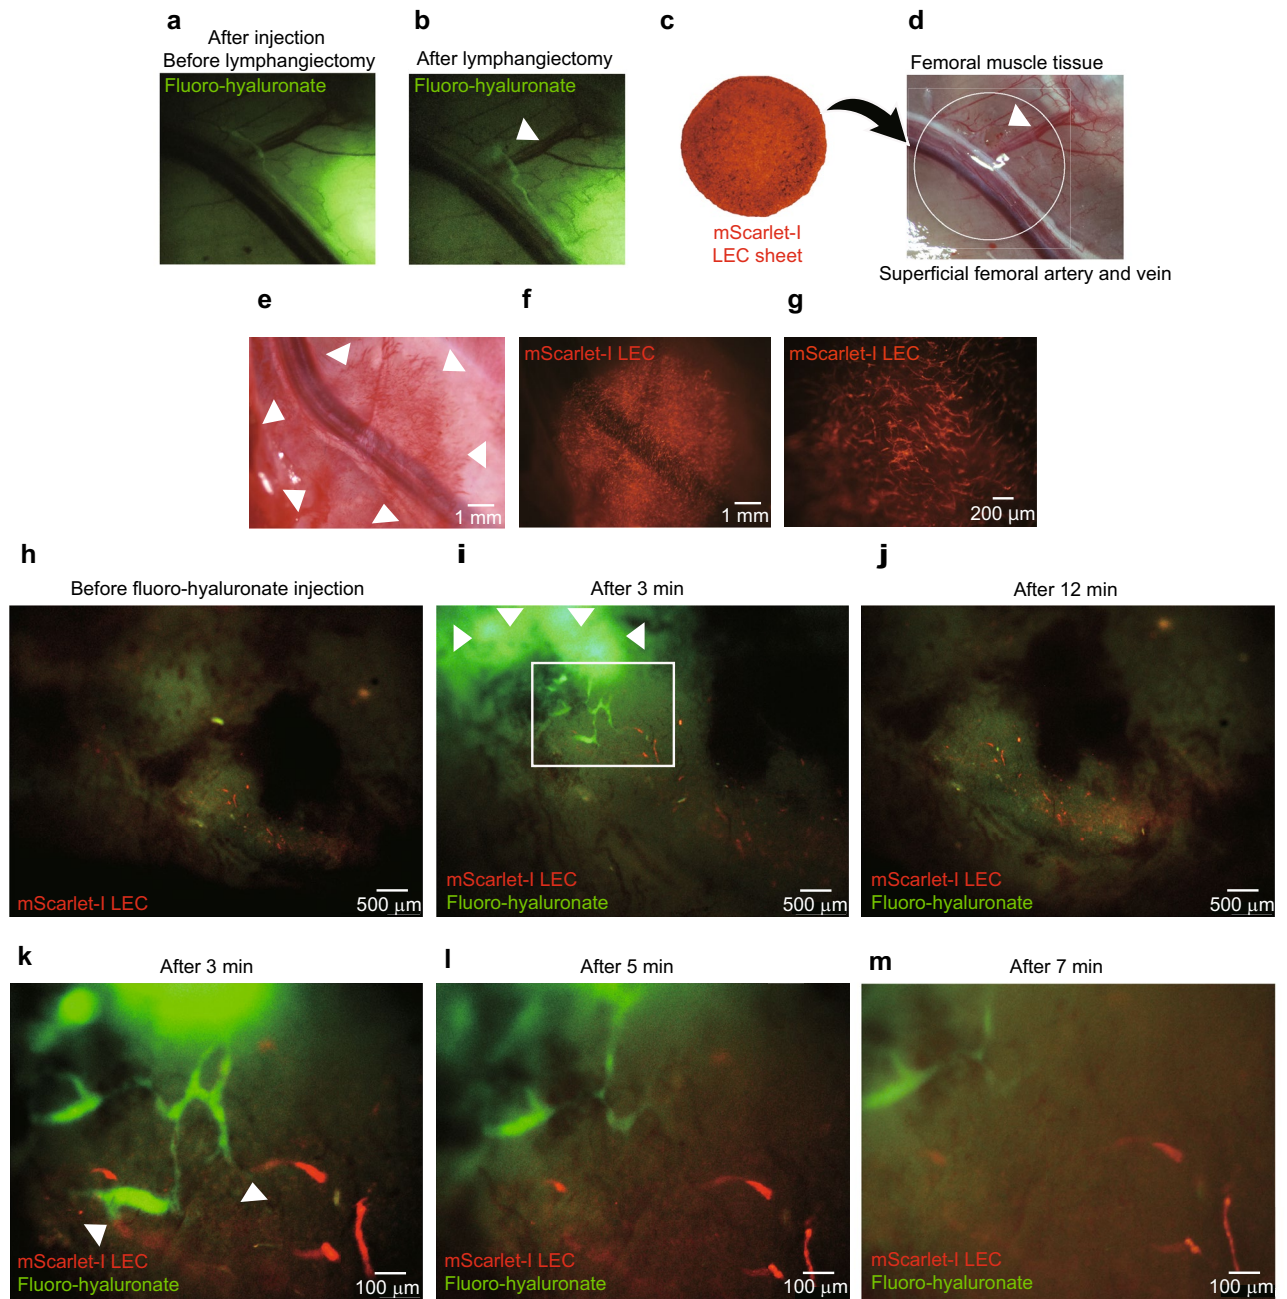 a
After injection
Before lymphangiectomy
Fluoro-hyaluronate
b
After lymphangiectomy
Fluoro-hyaluronate
c
mScarlet-I
LEC sheet
d
Femoral muscle tissue
Superficial femoral artery and vein
e
1 mm
f
mScarlet-I LEC
1 mm
g
mScarlet-I LEC
200 µm
h
Before fluoro-hyaluronate injection
mScarlet-I LEC
500 µm
i
After 3 min
mScarlet-I LEC
Fluoro-hyaluronate
500 µm
j
After 12 min
mScarlet-I LEC
Fluoro-hyaluronate
500 µm
k
After 3 min
mScarlet-I LEC
Fluoro-hyaluronate
100 µm
l
After 5 min
mScarlet-I LEC
Fluoro-hyaluronate
100 µm
m
After 7 min
mScarlet-I LEC
Fluoro-hyaluronate
100 µm